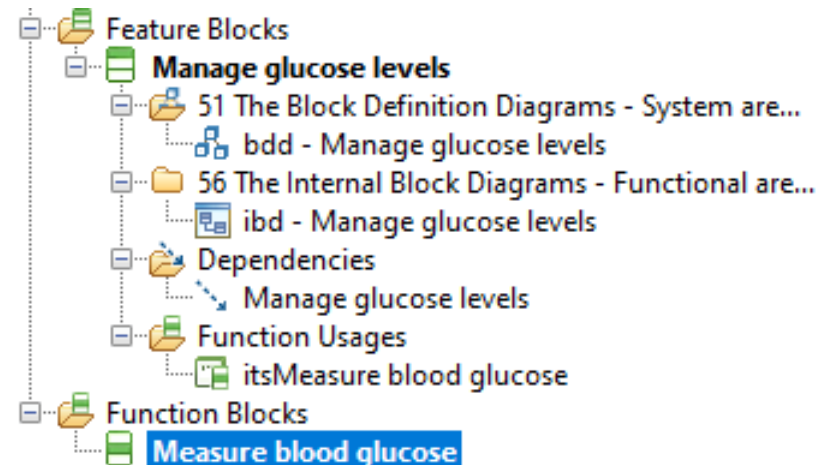 Feature Blocks
Manage glucose levels
51 The Block Definition Diagrams - System are...
bdd - Manage glucose levels
56 The Internal Block Diagrams - Functional are...
ibd - Manage glucose levels
Dependencies
Manage glucose levels
Function Usages
itsMeasure blood glucose
Function Blocks
Measure blood glucose